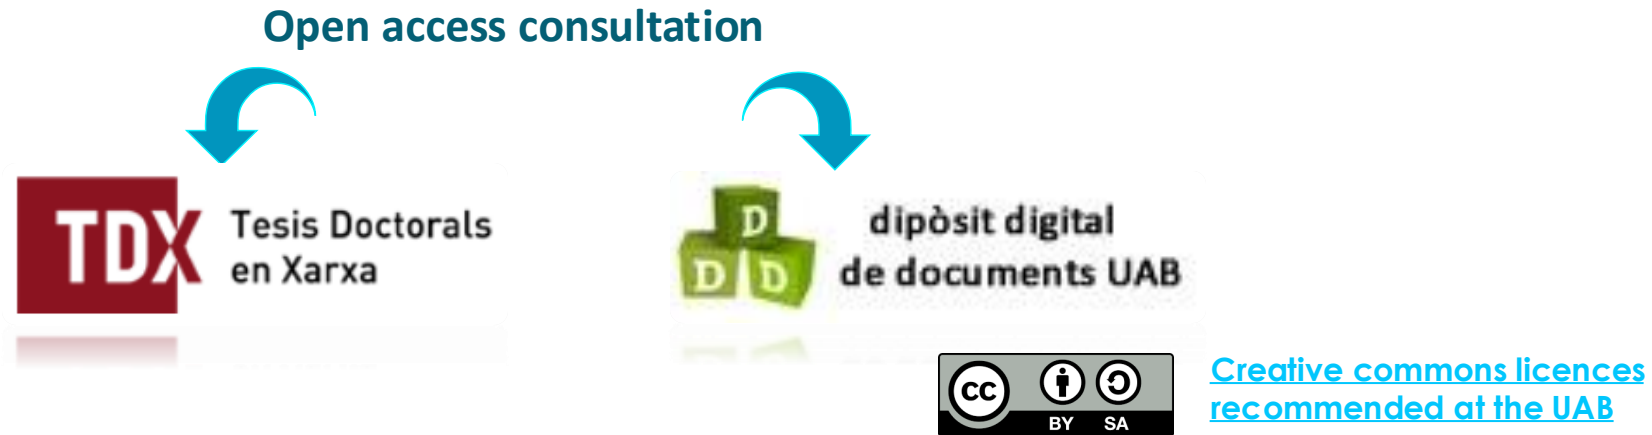 Open access consultation
TDX
Tesis Doctorals
en Xarxa
D
D D
dipòsit digital
de documents UAB
cc
BY SA
Creative commons licences
recommended at the UAB